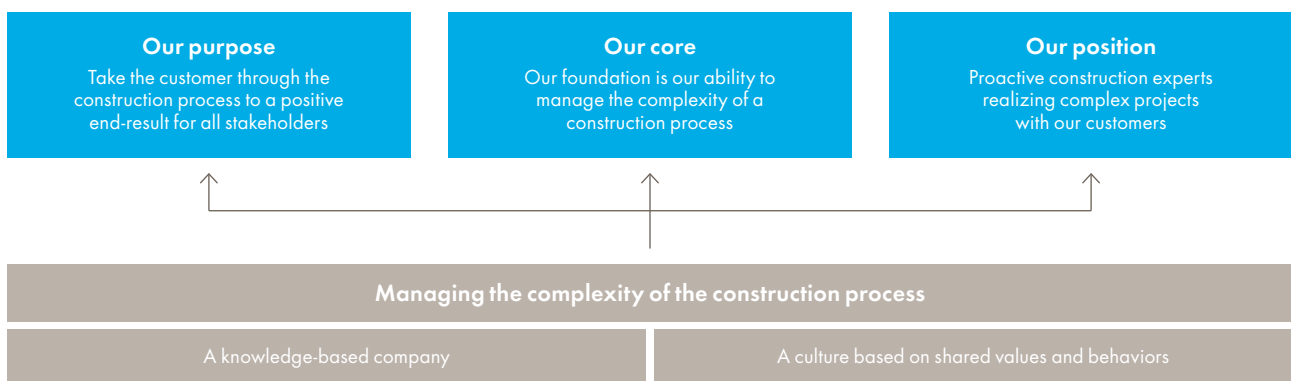 Our purpose
Take the customer through the
construction process to a positive
end-result for all stakeholders
Our core
Our foundation is our ability to
manage the complexity of a
construction process
Our position
Proactive construction experts
realizing complex projects
with our customers
Managing the complexity of the construction process
A knowledge-based company
A culture based on shared values and behaviors